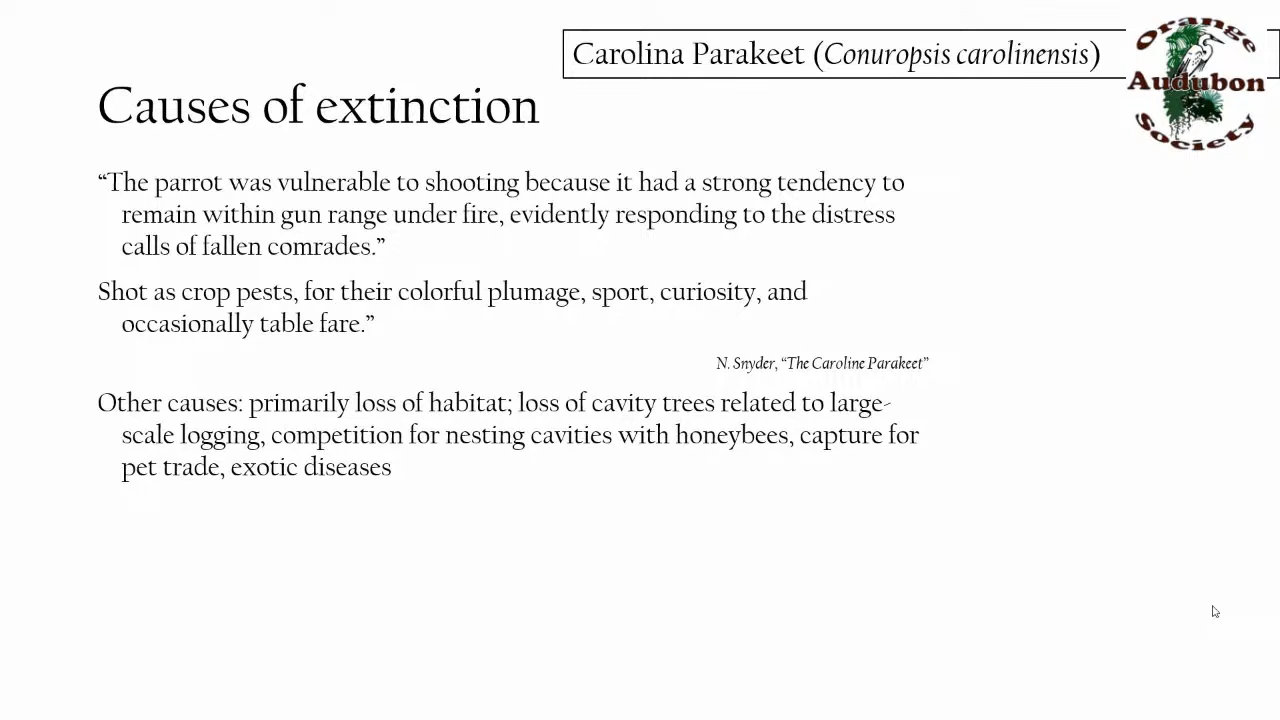 Carolina Parakeet (Conuropsis carolinensis)
Orange
Audubon
Society
Causes of extinction
“The parrot was vulnerable to shooting because it had a strong tendency to
remain within gun range under fire, evidently responding to the distress
calls of fallen comrades.”
Shot as crop pests, for their colorful plumage, sport, curiosity, and
occasionally table fare.”
N. Snyder, “The Caroline Parakeet”
Other causes: primarily loss of habitat; loss of cavity trees related to large-
scale logging, competition for nesting cavities with honeybees, capture for
pet trade, exotic diseases